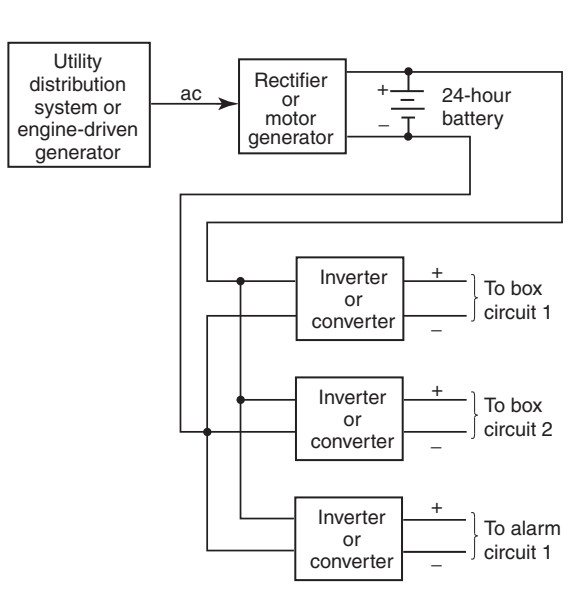 Utility
distribution
system or
engine-driven
generator
ac
Rectifier
or
motor
generator
+
–
24-hour
battery
Inverter
or
converter
+
–
To box
circuit 1
Inverter
or
converter
+
–
To box
circuit 2
Inverter
or
converter
+
–
To alarm
circuit 1